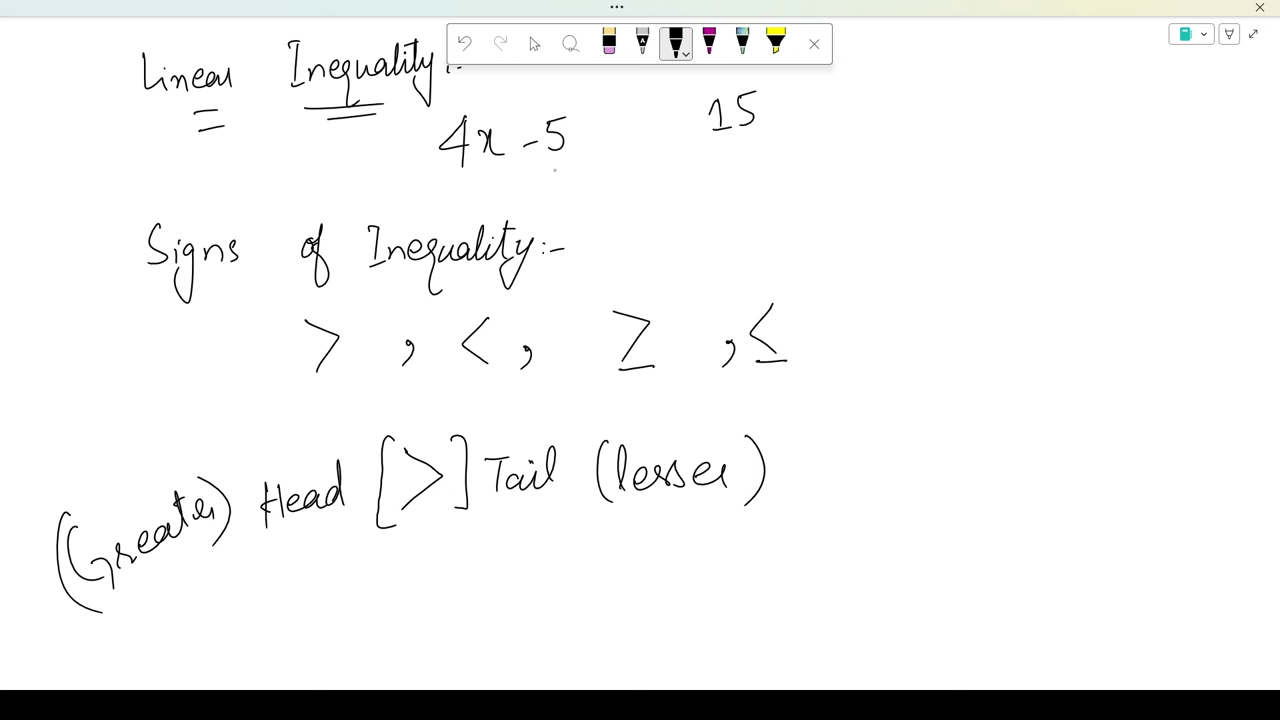 Linear Inequality:-
4x - 5 15
Signs of Inequality:-
> , < , ≥ , ≤
(Greater) Head [>] Tail (lesser)